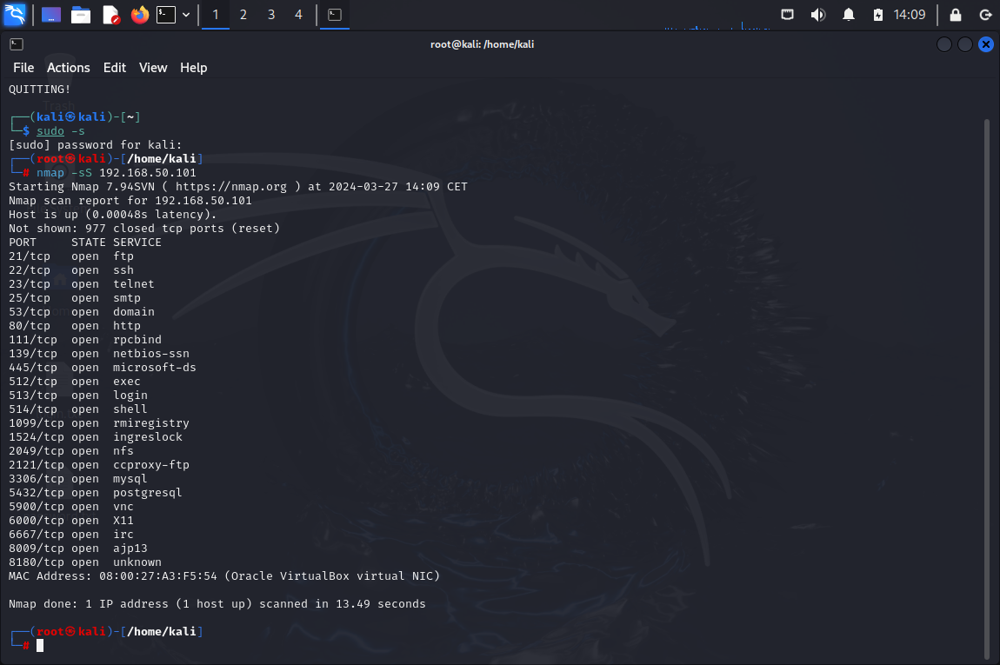 1 2 3 4 14:09
root@kali: /home/kali
File Actions Edit View Help
QUITTING!
┌──(kali㉿kali)-[~]
└─$ sudo -s
[sudo] password for kali:
┌──(root㉿kali)-[/home/kali]
└─# nmap -sS 192.168.50.101
Starting Nmap 7.94SVN ( https://nmap.org ) at 2024-03-27 14:09 CET
Nmap scan report for 192.168.50.101
Host is up (0.00048s latency).
Not shown: 977 closed tcp ports (reset)
PORT     STATE SERVICE
21/tcp   open  ftp
22/tcp   open  ssh
23/tcp   open  telnet
25/tcp   open  smtp
53/tcp   open  domain
80/tcp   open  http
111/tcp  open  rpcbind
139/tcp  open  netbios-ssn
445/tcp  open  microsoft-ds
512/tcp  open  exec
513/tcp  open  login
514/tcp  open  shell
1099/tcp open  rmiregistry
1524/tcp open  ingreslock
2049/tcp open  nfs
2121/tcp open  ccproxy-ftp
3306/tcp open  mysql
5432/tcp open  postgresql
5900/tcp open  vnc
6000/tcp open  X11
6667/tcp open  irc
8009/tcp open  ajp13
8180/tcp open  unknown
MAC Address: 08:00:27:A3:F5:54 (Oracle VirtualBox virtual NIC)
Nmap done: 1 IP address (1 host up) scanned in 13.49 seconds
┌──(root㉿kali)-[/home/kali]
└─#